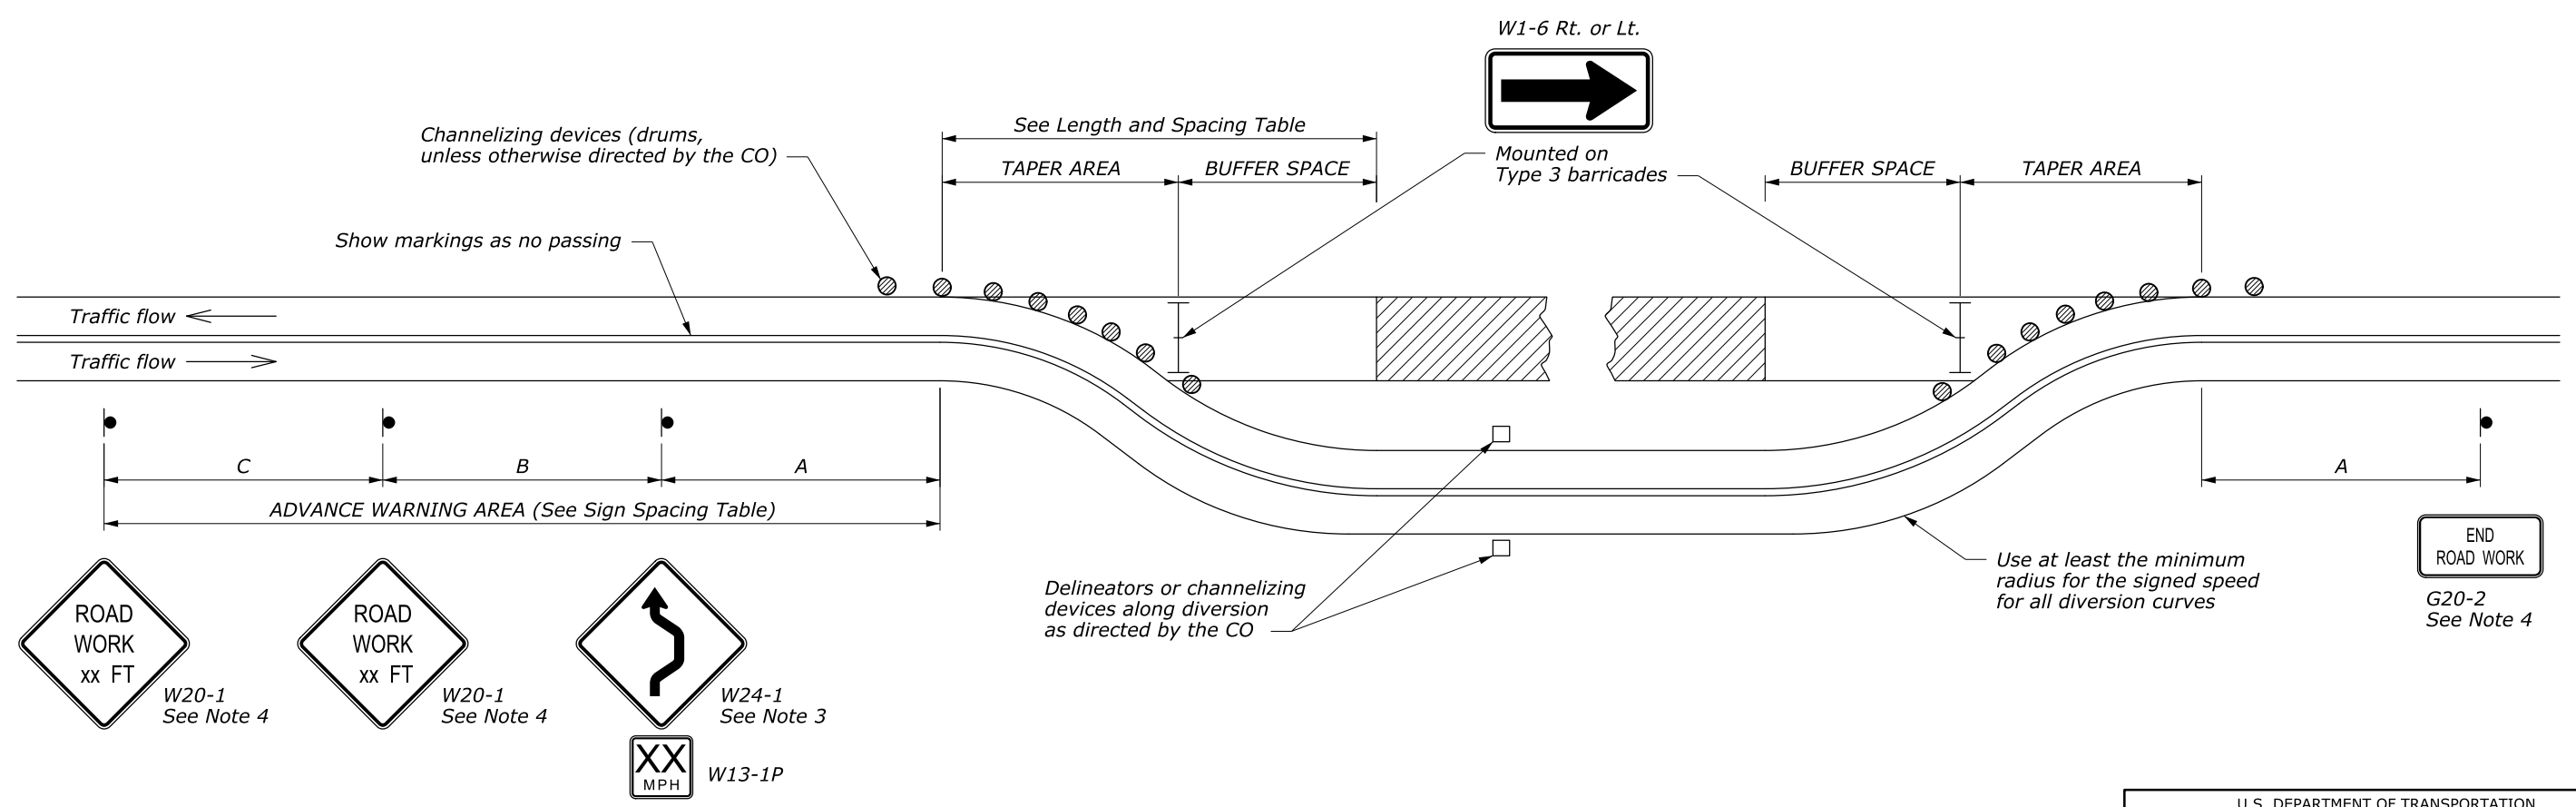 W1-6 Rt. or Lt.
See Length and Spacing Table
Channelizing devices (drums,
unless otherwise directed by the CO)
TAPER AREA
BUFFER SPACE
Mounted on
Type 3 barricades
BUFFER SPACE
TAPER AREA
Show markings as no passing
Traffic flow
Traffic flow
C
B
A
A
ADVANCE WARNING AREA (See Sign Spacing Table)
ROAD
WORK
xx FT
W20-1
See Note 4
ROAD
WORK
xx FT
W20-1
See Note 4
W24-1
See Note 3
XX
MPH
W13-1P
Delineators or channelizing
devices along diversion
as directed by the CO
Use at least the minimum
radius for the signed speed
for all diversion curves
END
ROAD WORK
G20-2
See Note 4
U.S. DEPARTMENT OF TRANSPORTATION